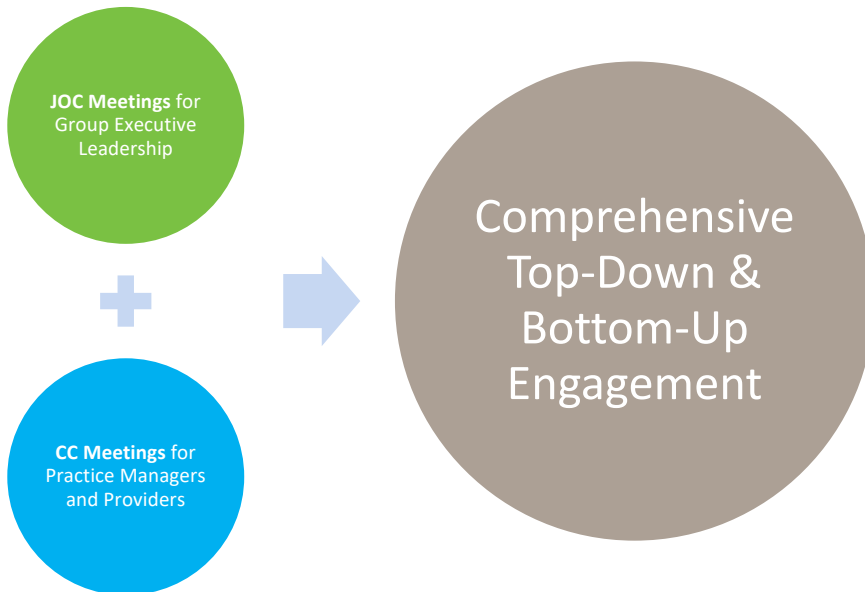 JOC Meetings for
Group Executive
Leadership
CC Meetings for
Practice Managers
and Providers
Comprehensive
Top-Down &
Bottom-Up
Engagement